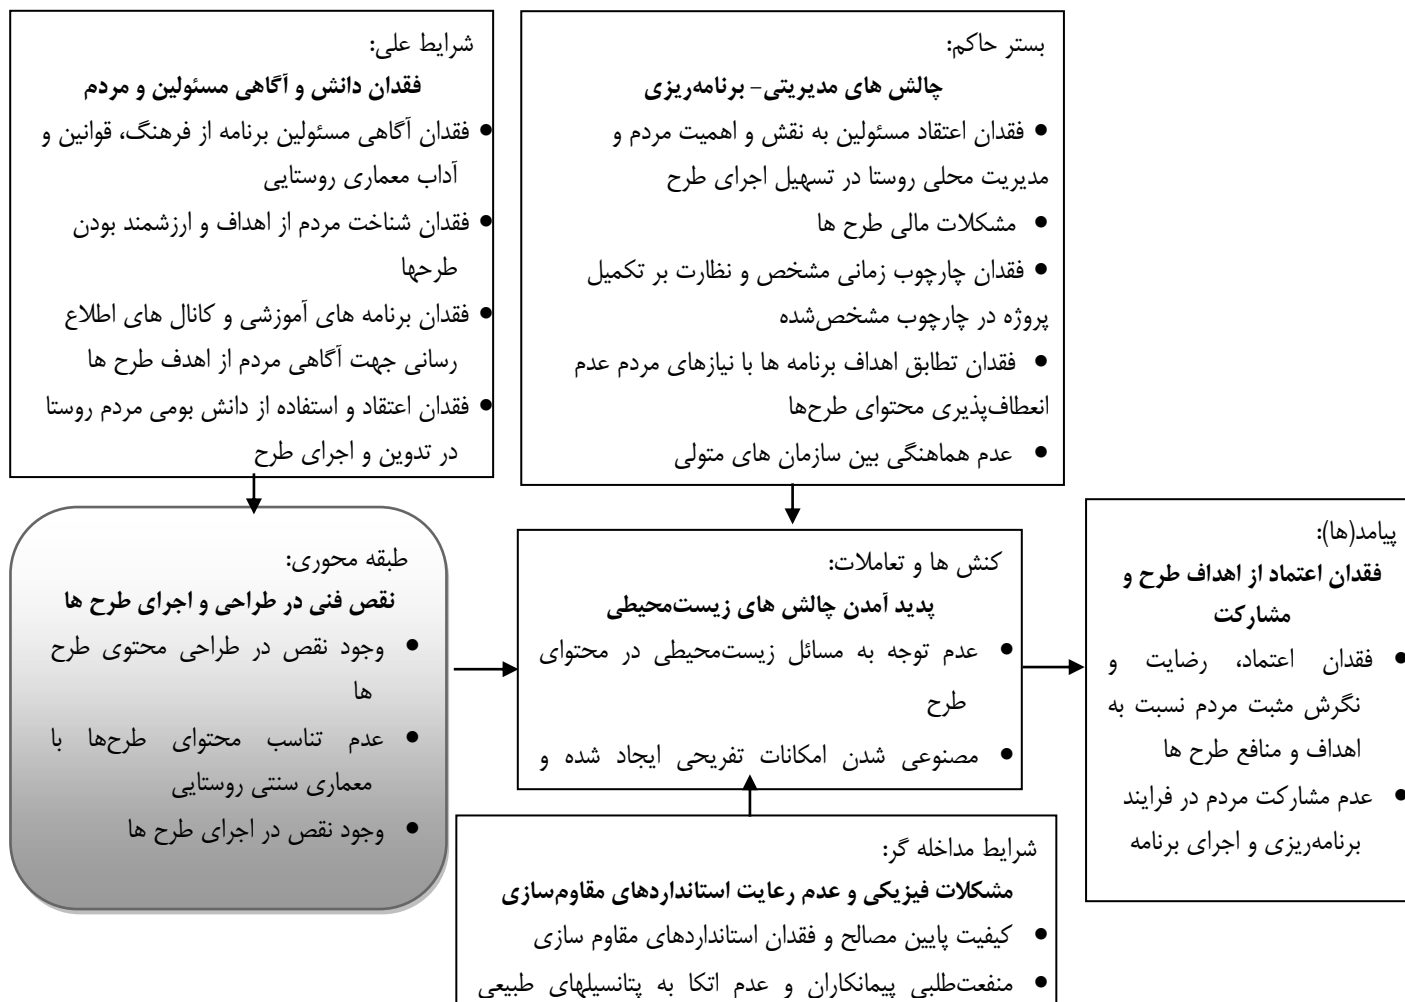 شرایط علی:
فقدان دانش و آگاهی مسئولین و مردم
• فقدان آگاهی مسئولین برنامه از فرهنگ، قوانین و
آداب معماری روستایی
• فقدان شناخت مردم از اهداف و ارزشمند بودن
طرحها
• فقدان برنامه های آموزشی و کانال های اطلاع
رسانی جهت آگاهی مردم از اهدف طرح ها
• فقدان اعتقاد و استفاده از دانش بومی مردم روستا
در تدوین و اجرای طرح
بستر حاکم:
چالش های مدیریتی- برنامه‌ریزی
• فقدان اعتقاد مسئولین به نقش و اهمیت مردم و
مدیریت محلی روستا در تسهیل اجرای طرح
• مشکلات مالی طرح ها
• فقدان چارچوب زمانی مشخص و نظارت بر تکمیل
پروژه در چارچوب مشخص‌شده
• فقدان تطابق اهداف برنامه ها با نیازهای مردم عدم
انعطاف‌پذیری محتوای طرح‌ها
• عدم هماهنگی بین سازمان های متولی
طبقه محوری:
نقص فنی در طراحی و اجرای طرح ها
• وجود نقص در طراحی محتوی طرح
ها
• عدم تناسب محتوای طرح‌ها با
معماری سنتی روستایی
• وجود نقص در اجرای طرح ها
کنش ها و تعاملات:
پدید آمدن چالش های زیست‌محیطی
• عدم توجه به مسائل زیست‌محیطی در محتوای
طرح
• مصنوعی شدن امکانات تفریحی ایجاد شده و
پیامد(ها):
فقدان اعتماد از اهداف طرح و
مشارکت
• فقدان اعتماد، رضایت و
نگرش مثبت مردم نسبت به
اهداف و منافع طرح ها
• عدم مشارکت مردم در فرایند
برنامه‌ریزی و اجرای برنامه
شرایط مداخله گر:
مشکلات فیزیکی و عدم رعایت استانداردهای مقاوم‌سازی
• کیفیت پایین مصالح و فقدان استانداردهای مقاوم سازی
• منفعت‌طلبی پیمانکاران و عدم اتکا به پتانسیلهای طبیعی